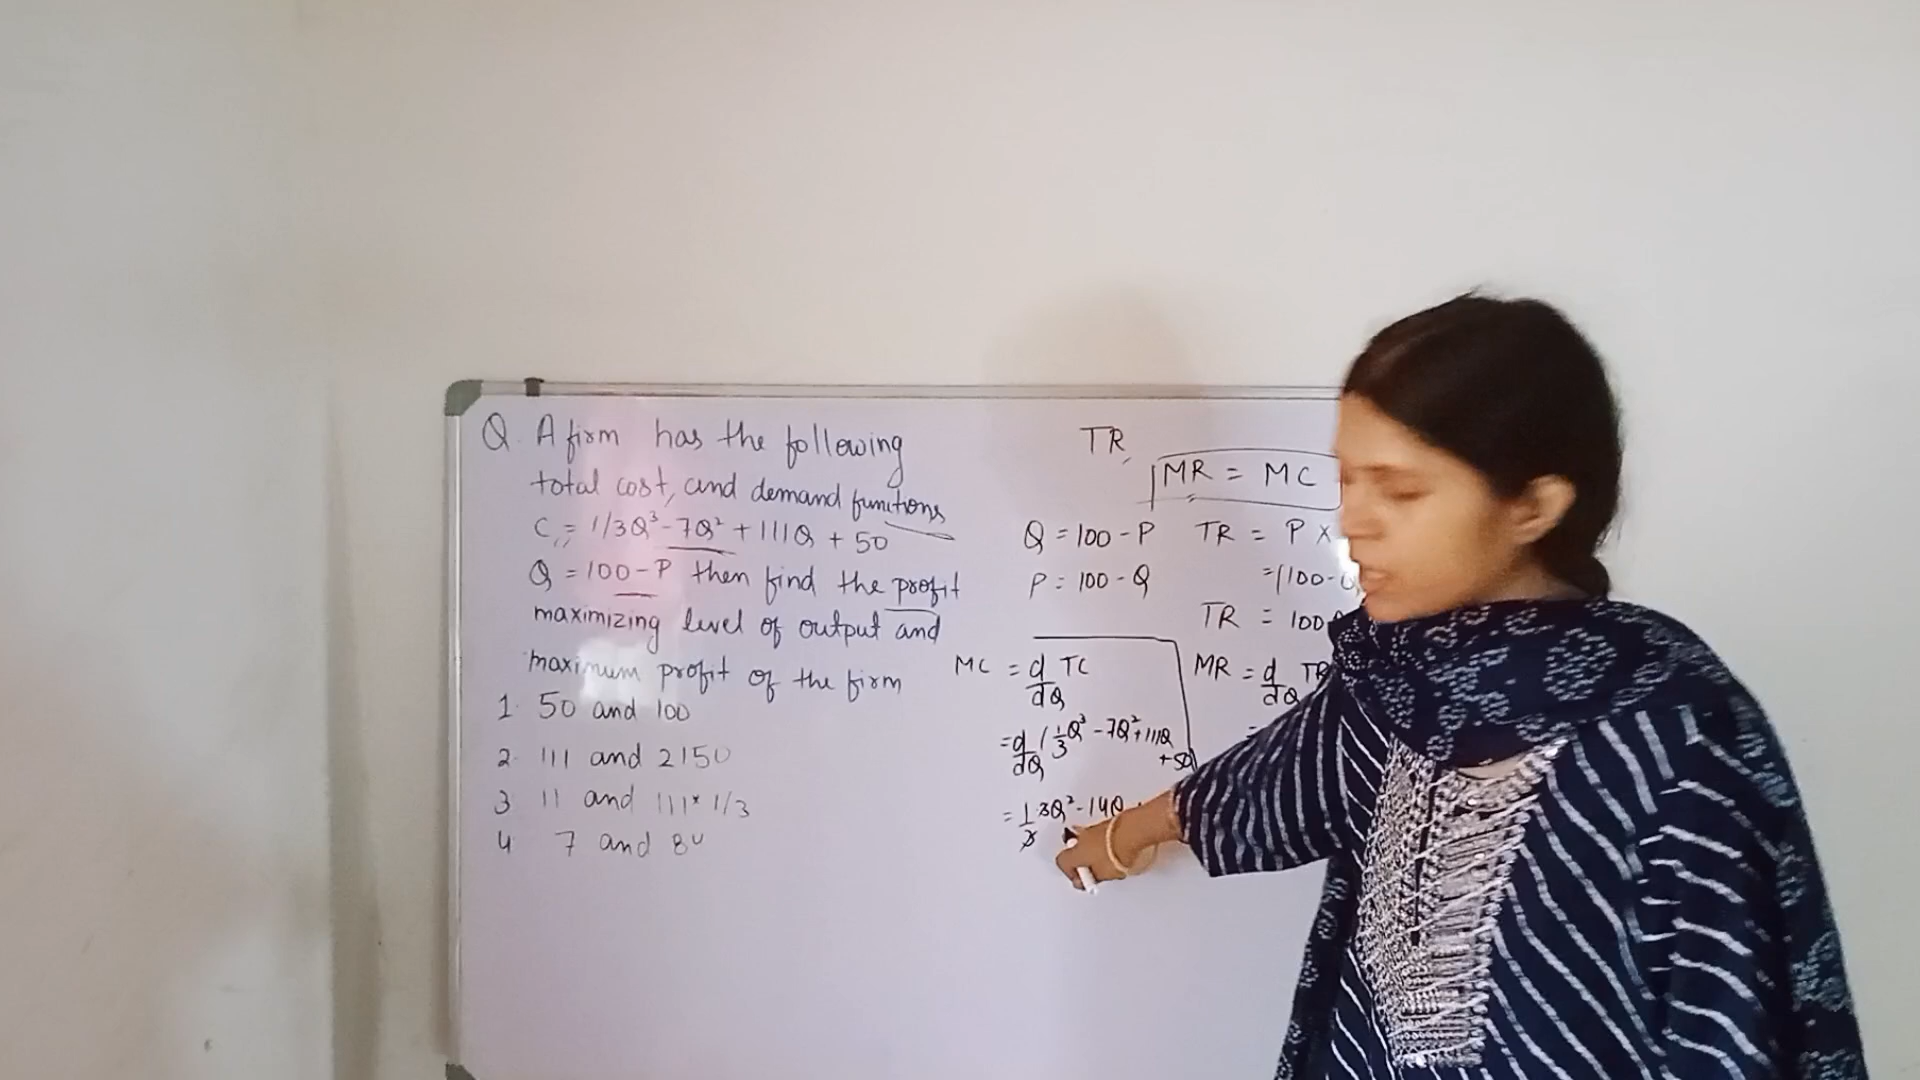 Q. A firm has the following
total cost, and demand functions
C = 1/3Q³ - 7Q² + 111Q + 50
Q = 100 - P then find the profit
maximizing level of output and
maximum profit of the firm
1. 50 and 100
2. 111 and 2150
3 11 and 111* 1/3
4 7 and 80
TR
MR = MC
Q = 100 - P
P = 100 - Q
TR = P ×
= (100 - Q
TR = 100
MC = d/dQ TC
= d/dQ (1/3 Q³ - 7Q² + 111Q
+ 50
= 1/3 3Q² - 14Q
MR = d/dQ TR
=